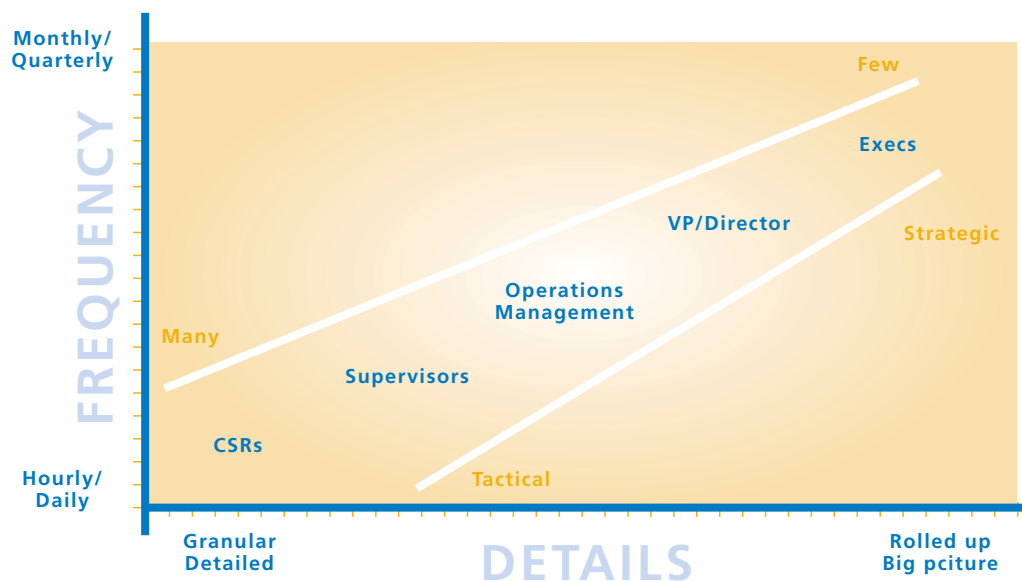 Monthly/
Quarterly
Few
Execs
VP/Director
Strategic
FREQUENCY
Operations
Management
Many
Supervisors
CSRs
Hourly/
Daily
Tactical
Granular
Detailed
DETAILS
Rolled up
Big pciture